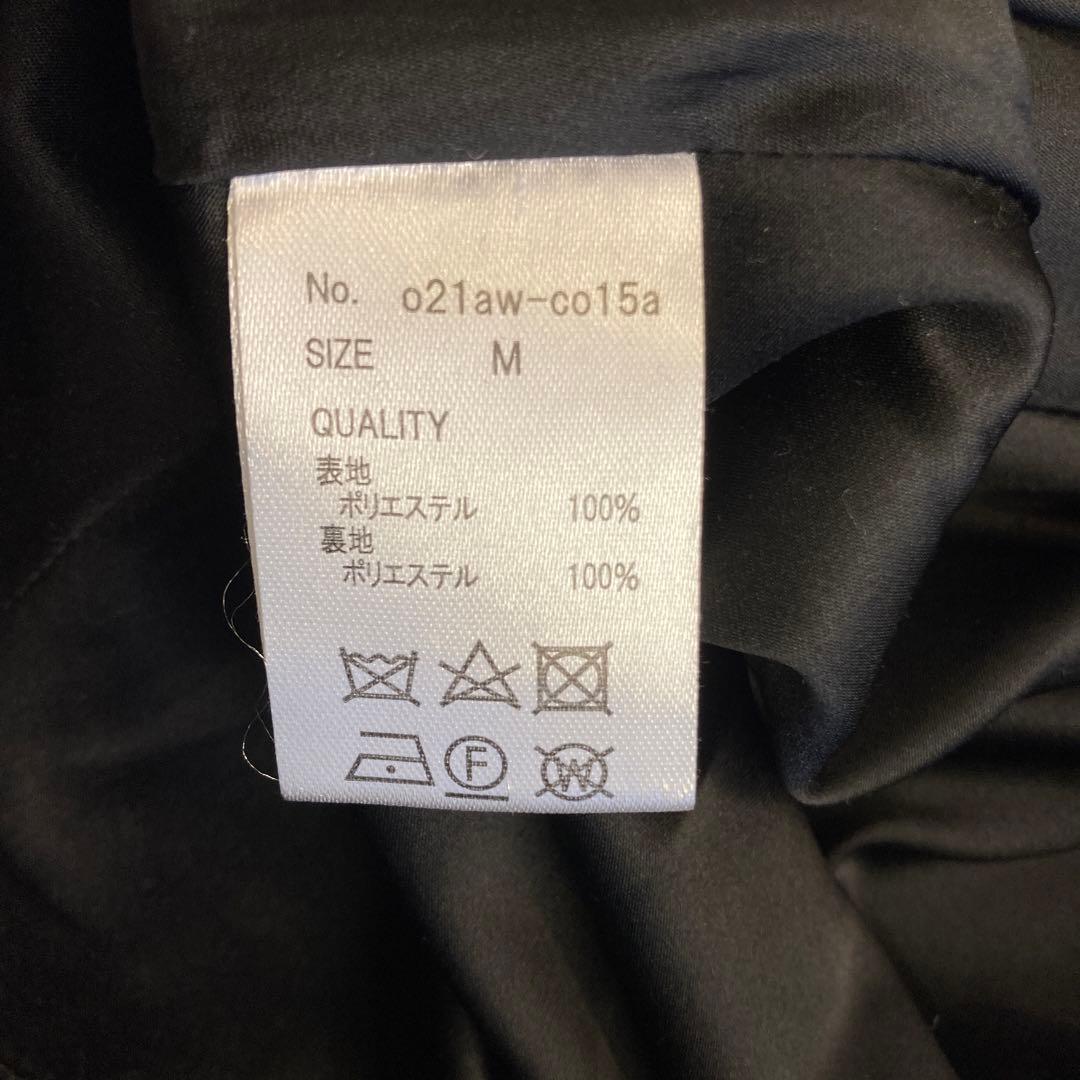 No. o21aw-co15a
SIZE M
QUALITY
表地
ポリエステル 100%
裏地
ポリエステル 100%
F
W